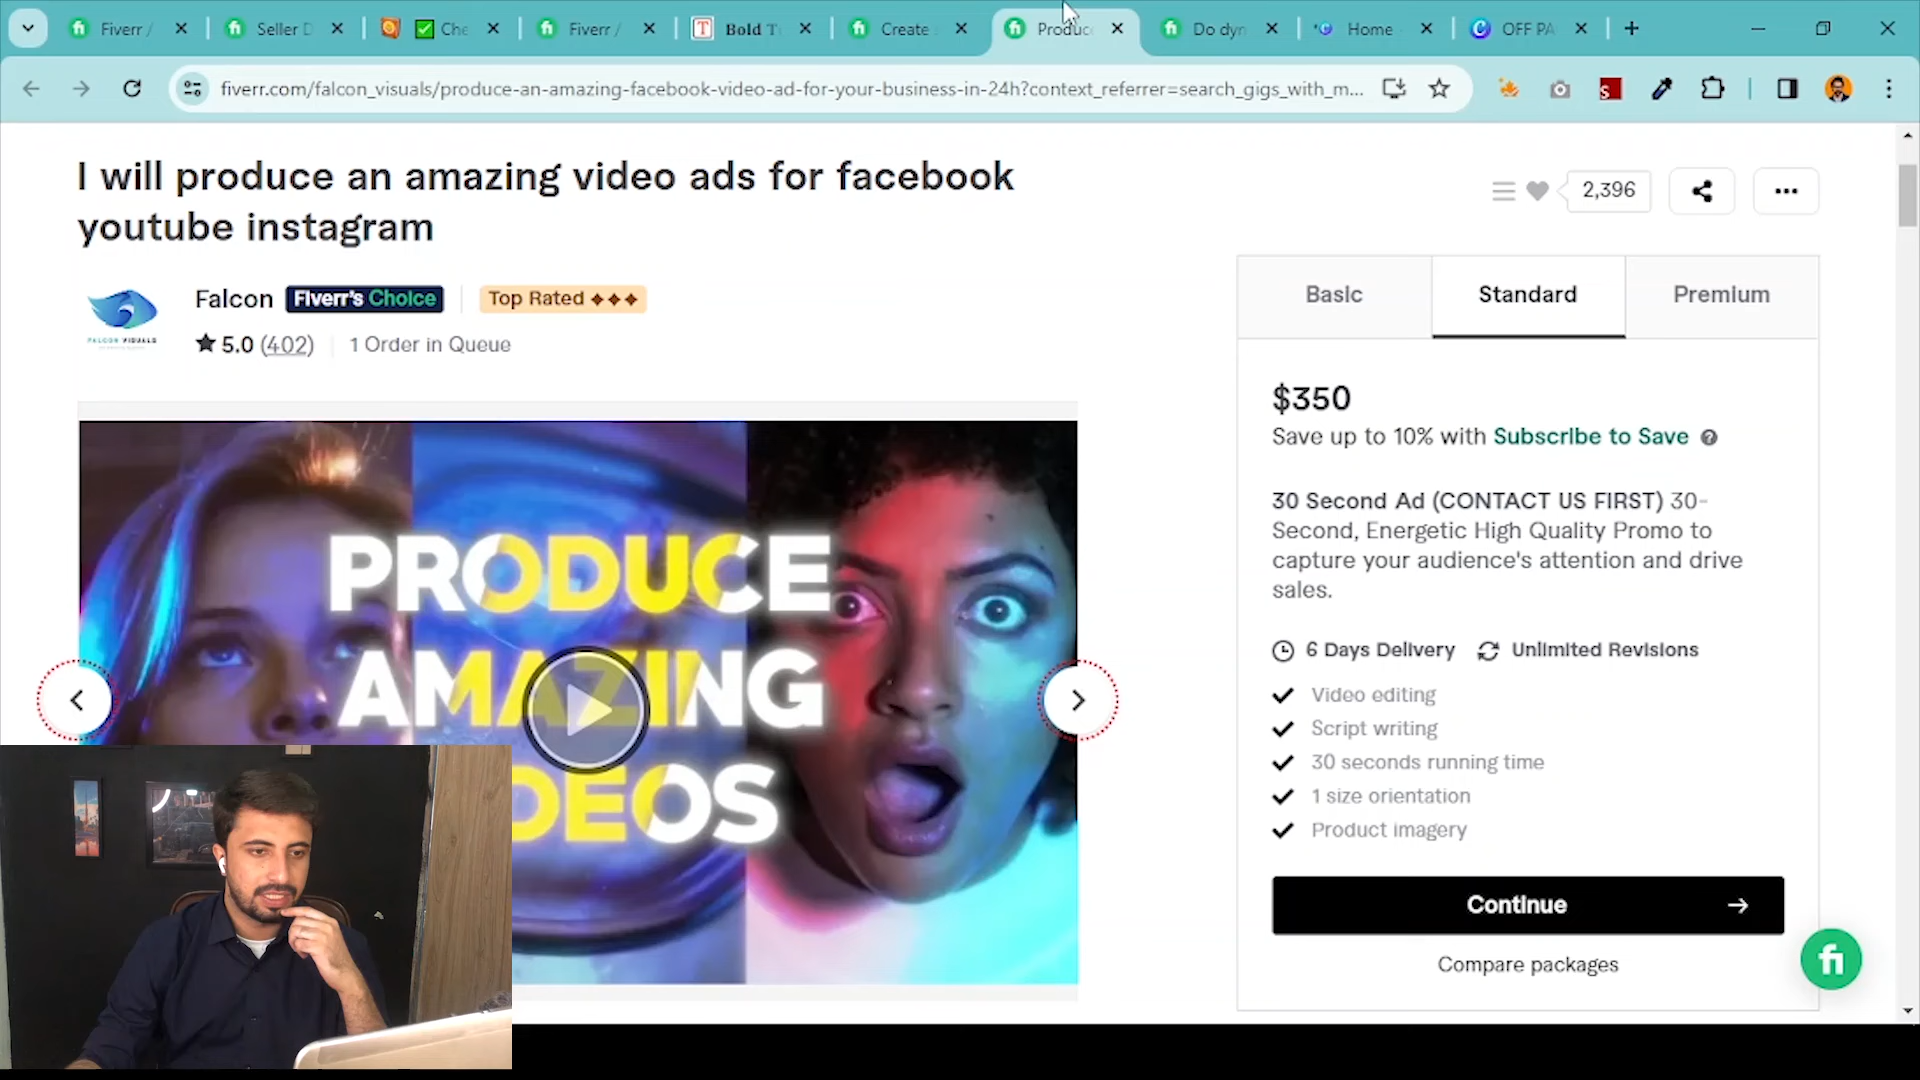 Fiverr /
Seller D
Che
Fiverr /
Bold T
Create
Produc
Do dyn
Home
OFF PA
fiverr.com/falcon_visuals/produce-an-amazing-facebook-video-ad-for-your-business-in-24h?context_referrer=search_gigs_with_m...
I will produce an amazing video ads for facebook
youtube instagram
2,396
Falcon Fiverr's Choice Top Rated
5.0 (402) 1 Order in Queue
FALCON VISUALS
Basic Standard Premium
$350
Save up to 10% with Subscribe to Save
30 Second Ad (CONTACT US FIRST) 30-
Second, Energetic High Quality Promo to
capture your audience's attention and drive
sales.
6 Days Delivery Unlimited Revisions
Video editing
Script writing
30 seconds running time
1 size orientation
Product imagery
Continue
Compare packages
fi
PRODUCE
AMAZING
DEOS